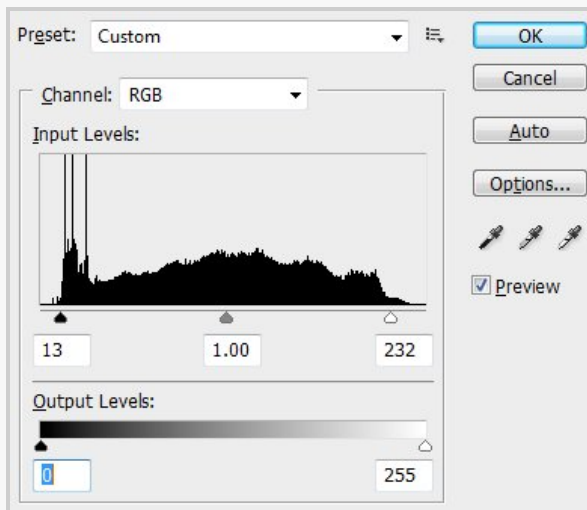 Preset: Custom
OK
Cancel
Channel: RGB
Auto
Input Levels:
Options...
Preview
13 1.00 232
Output Levels:
0 255